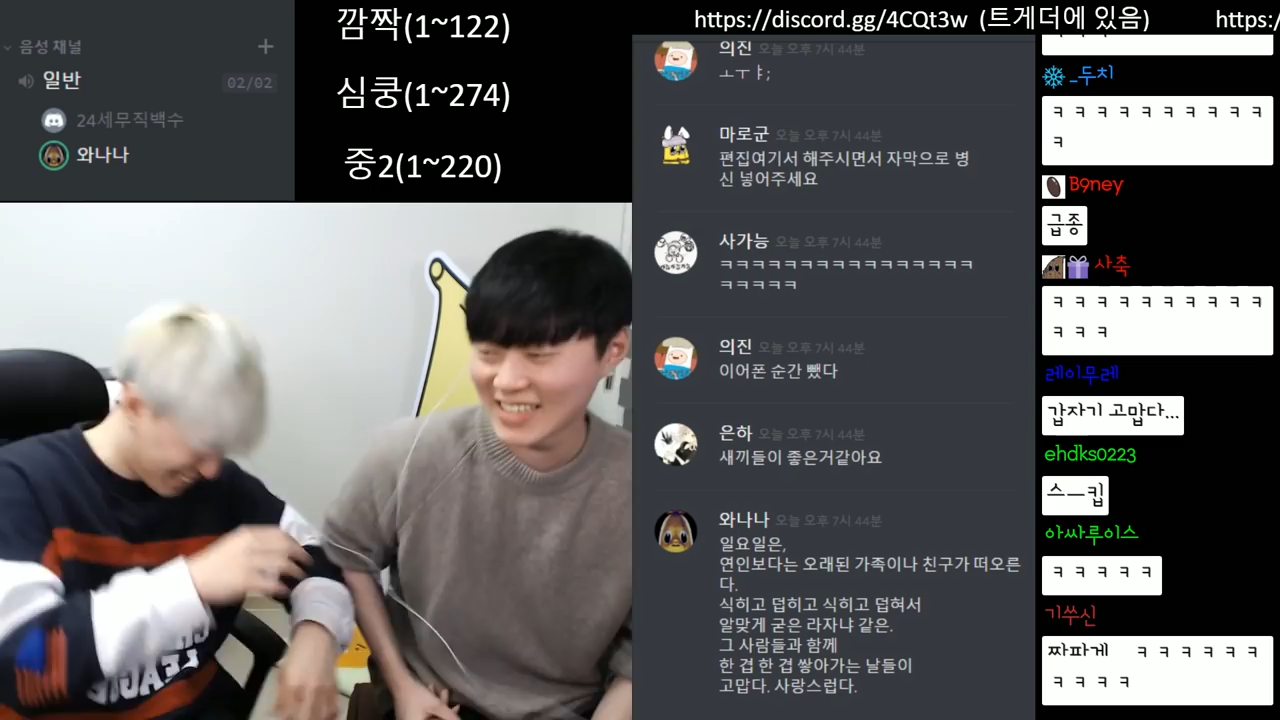 음성 채널
일반
02/02
24세무직백수
와나나
깜짝(1~122)
심쿵(1~274)
중2(1~220)
https://discord.gg/4CQt3w (트게더에 있음) https:/
의진 오늘 오후 7시 44분
ㅗㅜㅑ;
마로군 오늘 오후 7시 44분
편집여기서 해주시면서 자막으로 병
신 넣어주세요
사가능 오늘 오후 7시 44분
ㅋㅋㅋㅋㅋㅋㅋㅋㅋㅋㅋㅋㅋㅋㅋㅋ
ㅋㅋㅋㅋㅋ
의진 오늘 오후 7시 44분
이어폰 순간 뺐다
은하 오늘 오후 7시 44분
새끼들이 좋은거같아요
와나나 오늘 오후 7시 44분
일요일은,
연인보다는 오래된 가족이나 친구가 떠오른
다.
식히고 덥히고 식히고 덥혀서
알맞게 굳은 라자냐 같은.
그 사람들과 함께
한 겹 한 겹 쌓아가는 날들이
고맙다. 사랑스럽다.
_두치
ㅋ ㅋ ㅋ ㅋ ㅋ ㅋ ㅋ ㅋ ㅋ ㅋ ㅋ
ㅋ
B9ney
급종
사축
ㅋ ㅋ ㅋ ㅋ ㅋ ㅋ ㅋ ㅋ ㅋ ㅋ ㅋ
ㅋ ㅋ ㅋ
레이무레
갑자기 고맙다...
ehdks0223
스—킵
아싸루이스
ㅋ ㅋ ㅋ ㅋ ㅋ
기쑤신
짜파게 ㅋ ㅋ ㅋ ㅋ ㅋ ㅋ
ㅋ ㅋ ㅋ ㅋ